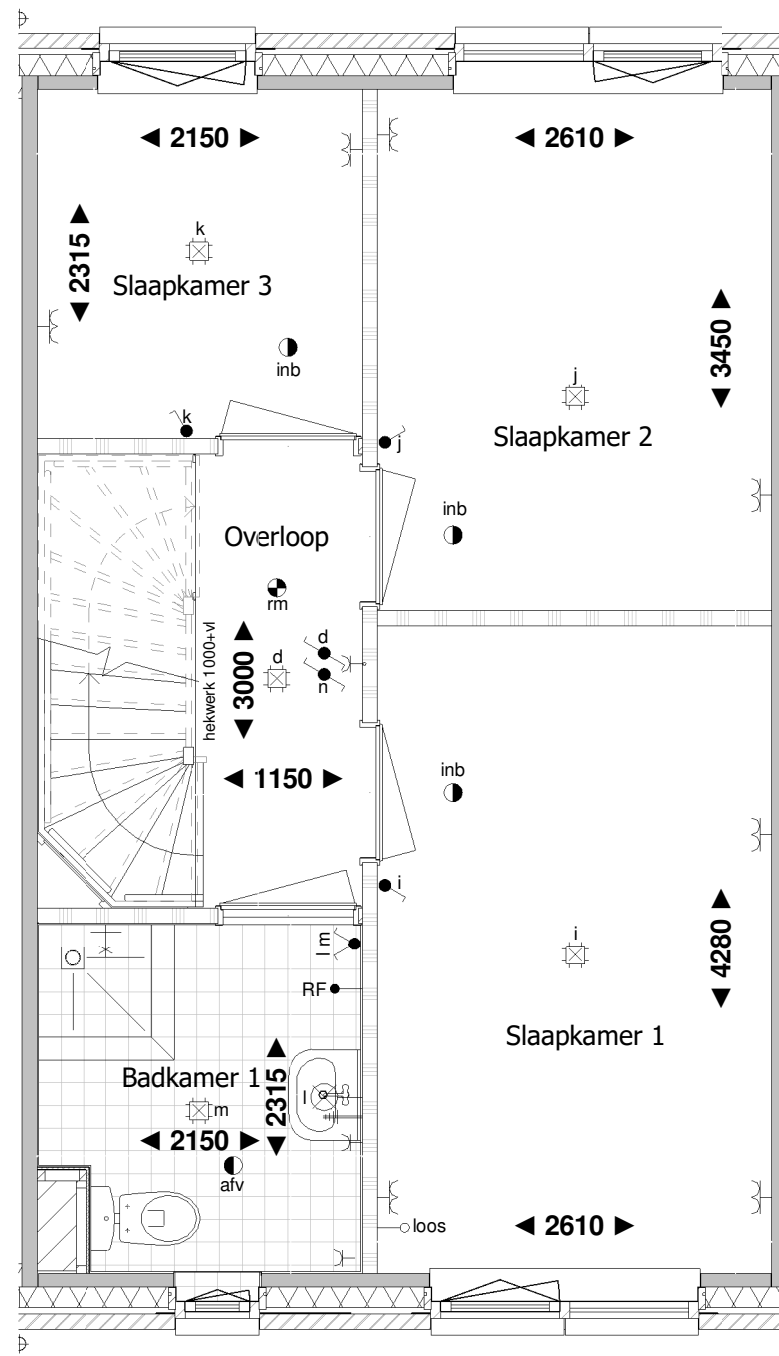 ◄ 2150 ►
◄ 2610 ►
◄ 2315 ►
k
Slaapkamer 3
◄ 3450 ►
inb
j
k
j
Slaapkamer 2
inb
Overloop
rm
hekwerk 1000+vl
◄ 3000 ►
d
d
n
◄ 1150 ►
inb
i
l m
RF
i
◄ 4280 ►
Slaapkamer 1
Badkamer 1
◄ 2315 ►
l
m
◄ 2150 ►
afv
loos
◄ 2610 ►